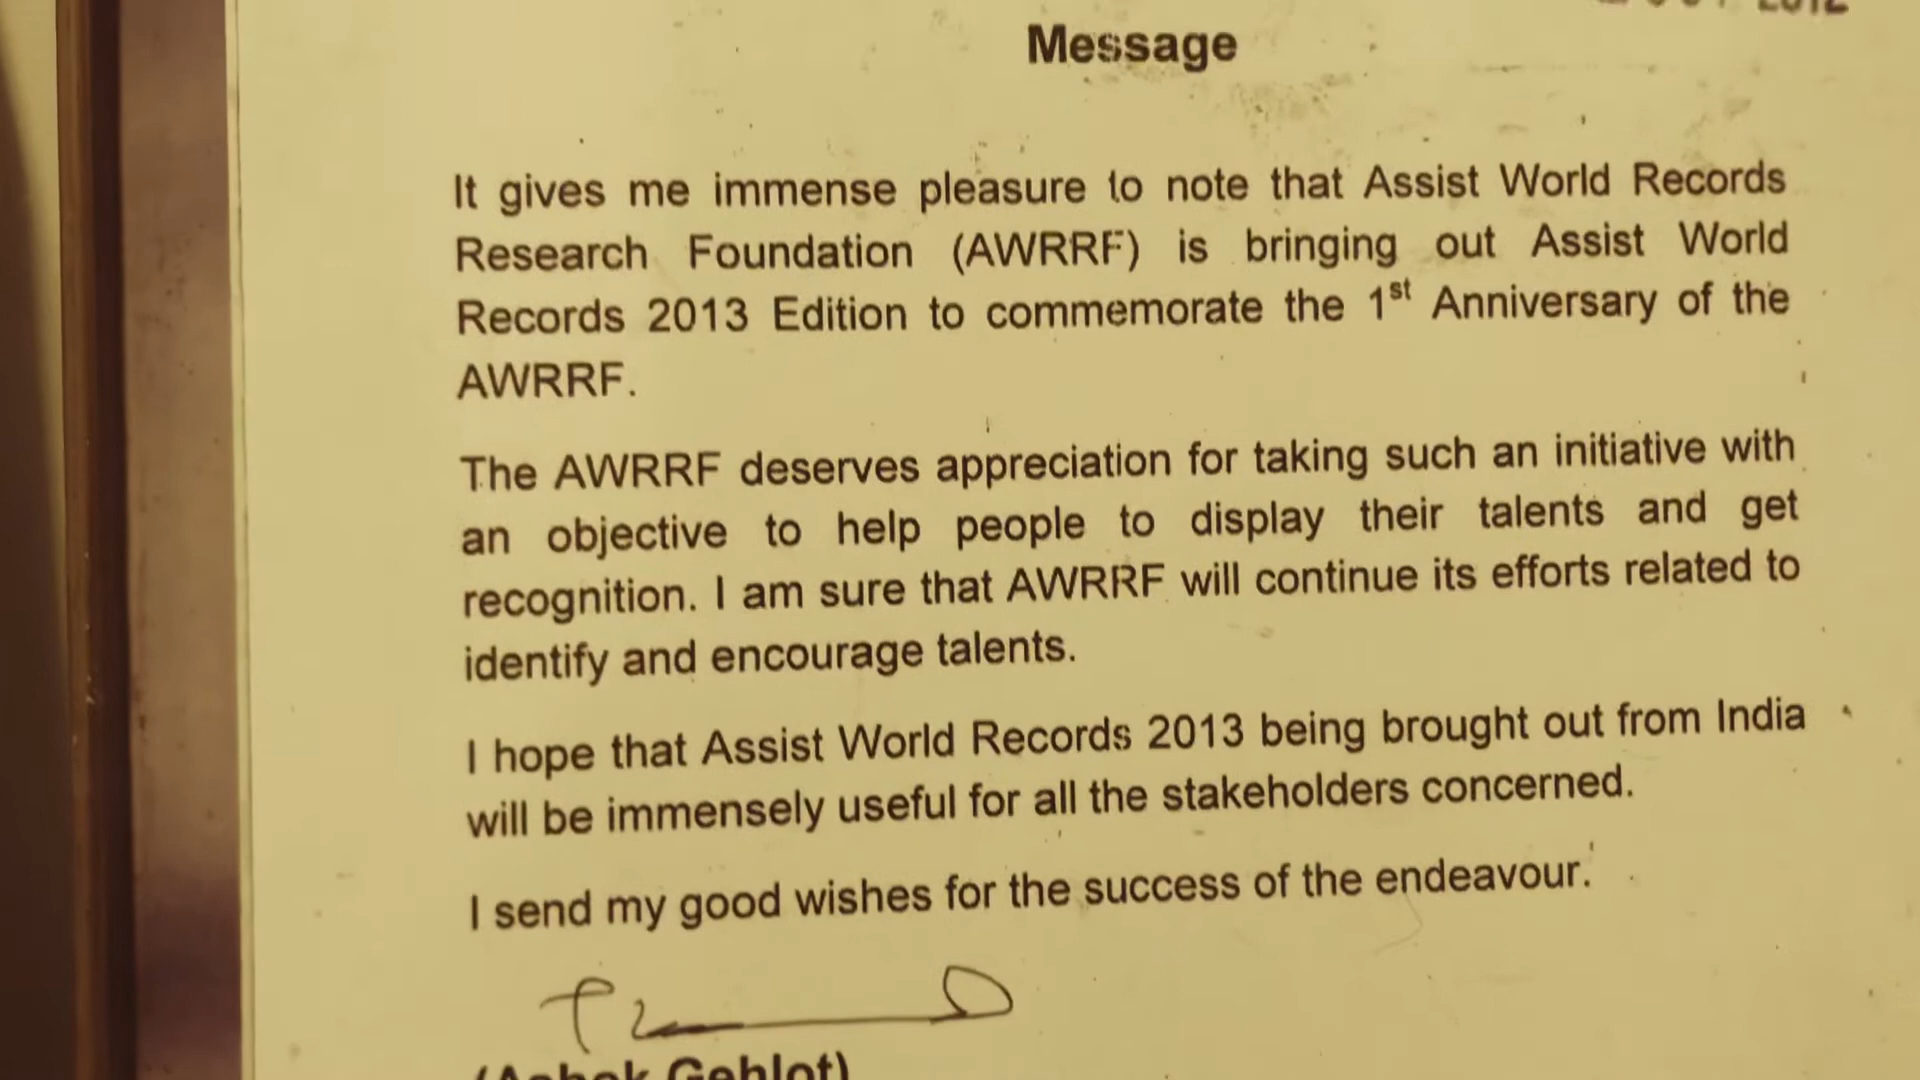 2012
Message
It gives me immense pleasure to note that Assist World Records
Research Foundation (AWRRF) is bringing out Assist World
Records 2013 Edition to commemorate the 1st Anniversary of the
AWRRF.
The AWRRF deserves appreciation for taking such an initiative with
an objective to help people to display their talents and get
recognition. I am sure that AWRRF will continue its efforts related to
identify and encourage talents.
I hope that Assist World Records 2013 being brought out from India
will be immensely useful for all the stakeholders concerned.
I send my good wishes for the success of the endeavour.
(Ashok Gehlot)